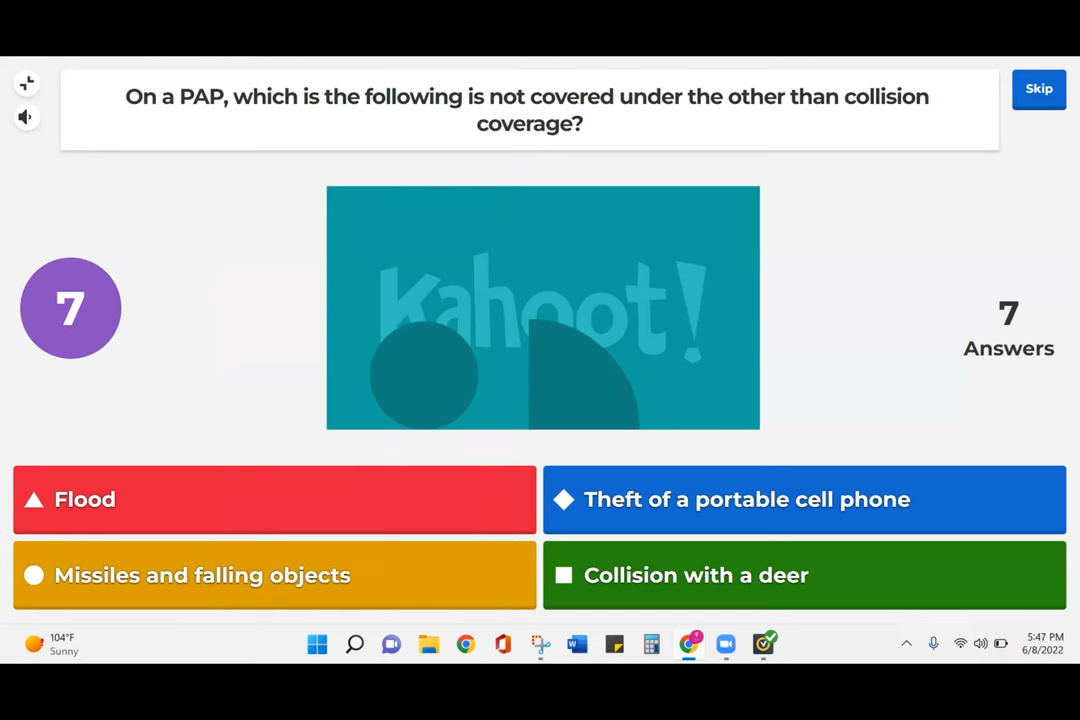 On a PAP, which is the following is not covered under the other than collision
coverage?
Skip
Kahoot!
7
7
Answers
Flood
Theft of a portable cell phone
Missiles and falling objects
Collision with a deer
104°F
Sunny
5:47 PM
6/8/2022